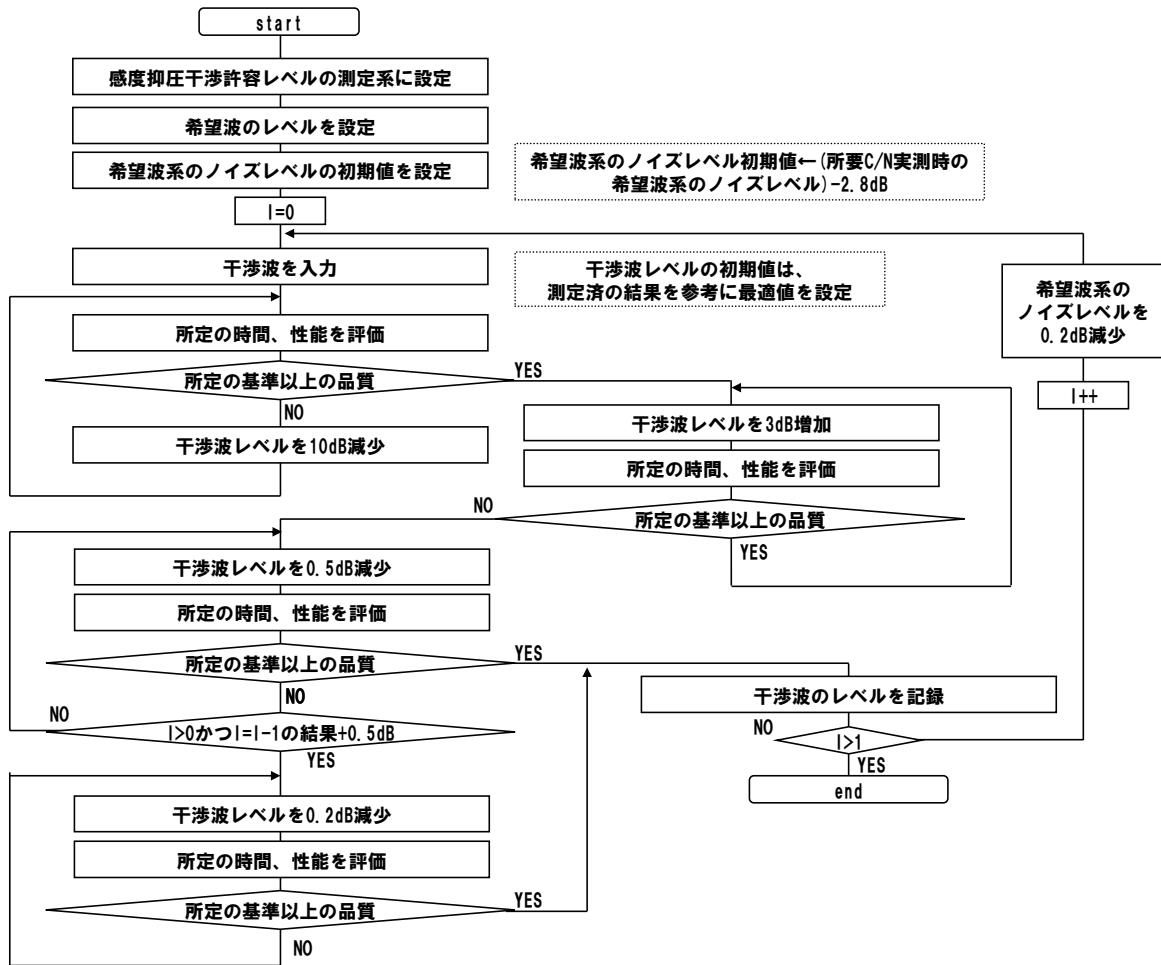 start
感度抑圧干渉許容レベルの測定系に設定
希望波のレベルを設定
希望波系のノイズレベルの初期値を設定
希望波系のノイズレベル初期値←(所要C/N実測時の
希望波系のノイズレベル)-2.8dB
I=0
干渉波を入力
干渉波レベルの初期値は、
測定済の結果を参考に最適値を設定
希望波系の
ノイズレベルを
0.2dB減少
I++
所定の時間、性能を評価
所定の基準以上の品質
YES
NO
干渉波レベルを10dB減少
干渉波レベルを3dB増加
所定の時間、性能を評価
所定の基準以上の品質
NO
YES
干渉波レベルを0.5dB減少
所定の時間、性能を評価
所定の基準以上の品質
YES
NO
I>0かつI=I-1の結果+0.5dB
NO
YES
干渉波のレベルを記録
I>1
NO
YES
end
干渉波レベルを0.2dB減少
所定の時間、性能を評価
所定の基準以上の品質
YES
NO